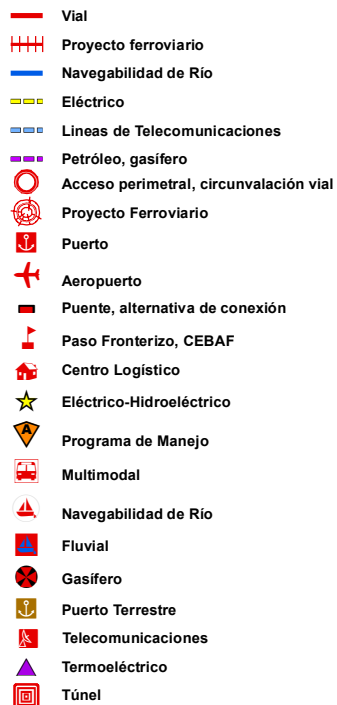 Vial
Proyecto ferroviario
Navegabilidad de Río
Eléctrico
Lineas de Telecomunicaciones
Petróleo, gasífero
Acceso perimetral, circunvalación vial
Proyecto Ferroviario
Puerto
Aeropuerto
Puente, alternativa de conexión
Paso Fronterizo, CEBAF
Centro Logístico
Eléctrico-Hidroeléctrico
A
Programa de Manejo
Multimodal
Navegabilidad de Río
Fluvial
Gasífero
Puerto Terrestre
Telecomunicaciones
Termoeléctrico
Túnel